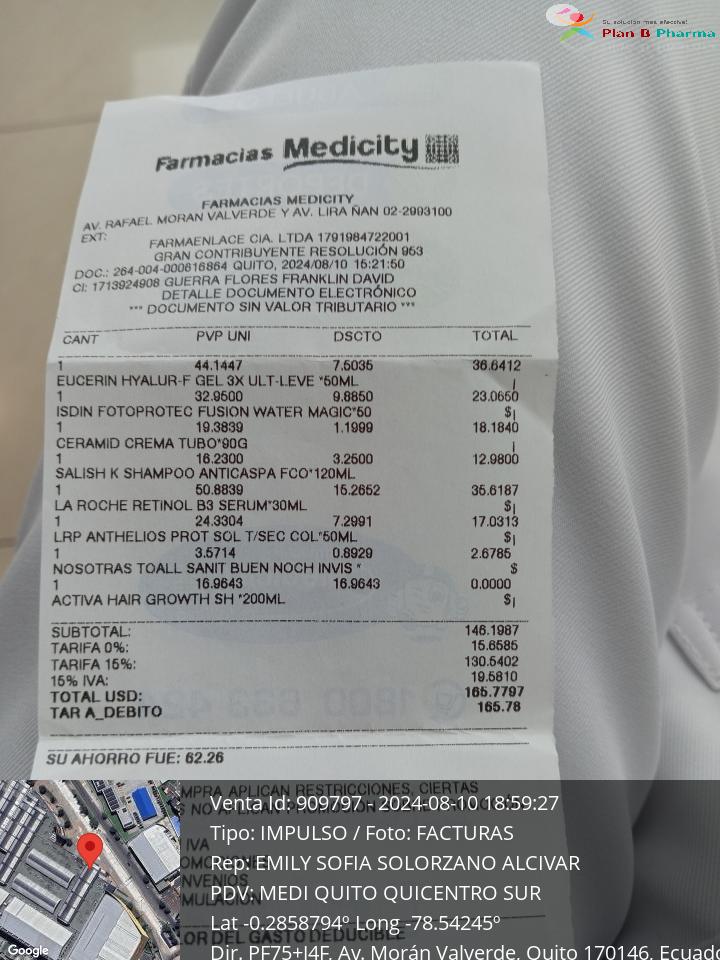 Su solución más efectiva!
Plan B Pharma
Farmacias Medicity
FARMACIAS MEDICITY
AV. RAFAEL MORAN VALVERDE Y AV. LIRA ÑAN 02-2993100
EXT:
FARMAENLACE CIA. LTDA 1791984722001
GRAN CONTRIBUYENTE RESOLUCIÓN 953
DOC.: 264-004-000616864 QUITO, 2024/08/10 15:21:50
CI: 1713924908 GUERRA FLORES FRANKLIN DAVID
DETALLE DOCUMENTO ELECTRÓNICO
*** DOCUMENTO SIN VALOR TRIBUTARIO ***
CANT PVP UNI DSCTO TOTAL
1 44.1447 7.5035 36.6412
EUCERIN HYALUR-F GEL 3X ULT-LEVE *50ML |
1 32.9500 9.8850 23.0650
ISDIN FOTOPROTEC FUSION WATER MAGIC*50 $|
1 19.3839 1.1999 18.1840
CERAMID CREMA TUBO*90G |
1 16.2300 3.2500 12.9800
SALISH K SHAMPOO ANTICASPA FCO*120ML
1 50.8839 15.2652 35.6187
LA ROCHE RETINOL B3 SERUM*30ML $|
1 24.3304 7.2991 17.0313
LRP ANTHELIOS PROT SOL T/SEC COL*50ML $|
1 3.5714 0.8929 2.6785
NOSOTRAS TOALL SANIT BUEN NOCH INVIS * $
1 16.9643 16.9643 0.0000
ACTIVA HAIR GROWTH SH *200ML $|
SUBTOTAL: 146.1987
TARIFA 0%: 15.6585
TARIFA 15%: 130.5402
15% IVA: 19.5810
TOTAL USD: 165.7797
TAR A_DEBITO 165.78
SU AHORRO FUE: 62.26
MPRA APLICAN RESTRICCIONES, CIERTAS
IVA
Venta Id: 909797 - 2024-08-10 18:59:27
Tipo: IMPULSO / Foto: FACTURAS
Rep: EMILY SOFIA SOLORZANO ALCIVAR
PDV: MEDI QUITO QUICENTRO SUR
Lat -0.2858794º Long -78.54245º
OR DEL GASTO DEDUCIBLE
Dir. PF75+J4F, Av. Morán Valverde, Quito 170146, Ecuado
Google